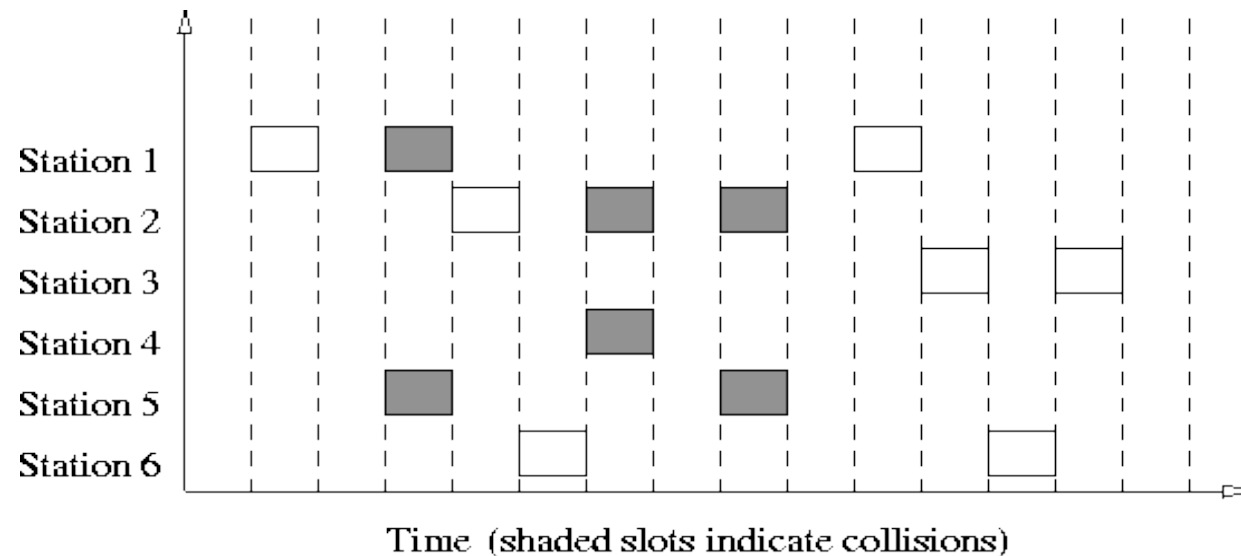 Station 1
Station 2
Station 3
Station 4
Station 5
Station 6
Time (shaded slots indicate collisions)